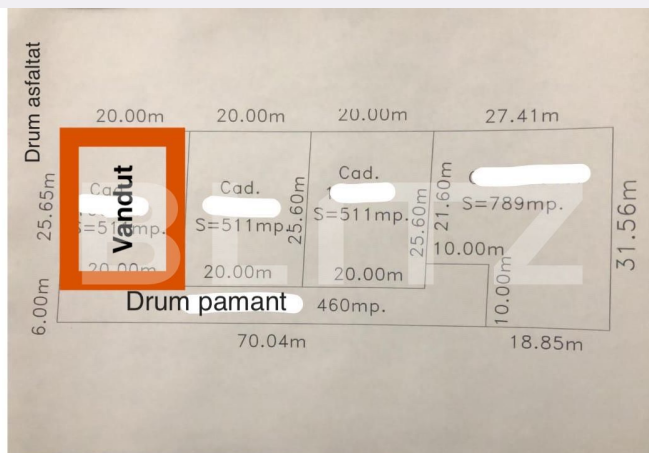 Drum asfaltat
20.00m 20.00m 20.00m 27.41m
25.65m
Vandut
Cad.
20.00m
Cad.
S=511mp.
25.60m
20.00m
Cad.
S=511mp.
25.60m
20.00m
21.60m
S=789mp.
10.00m
10.00m
31.56m
BLITZ
6.00m
Drum pamant 460mp.
70.04m 18.85m